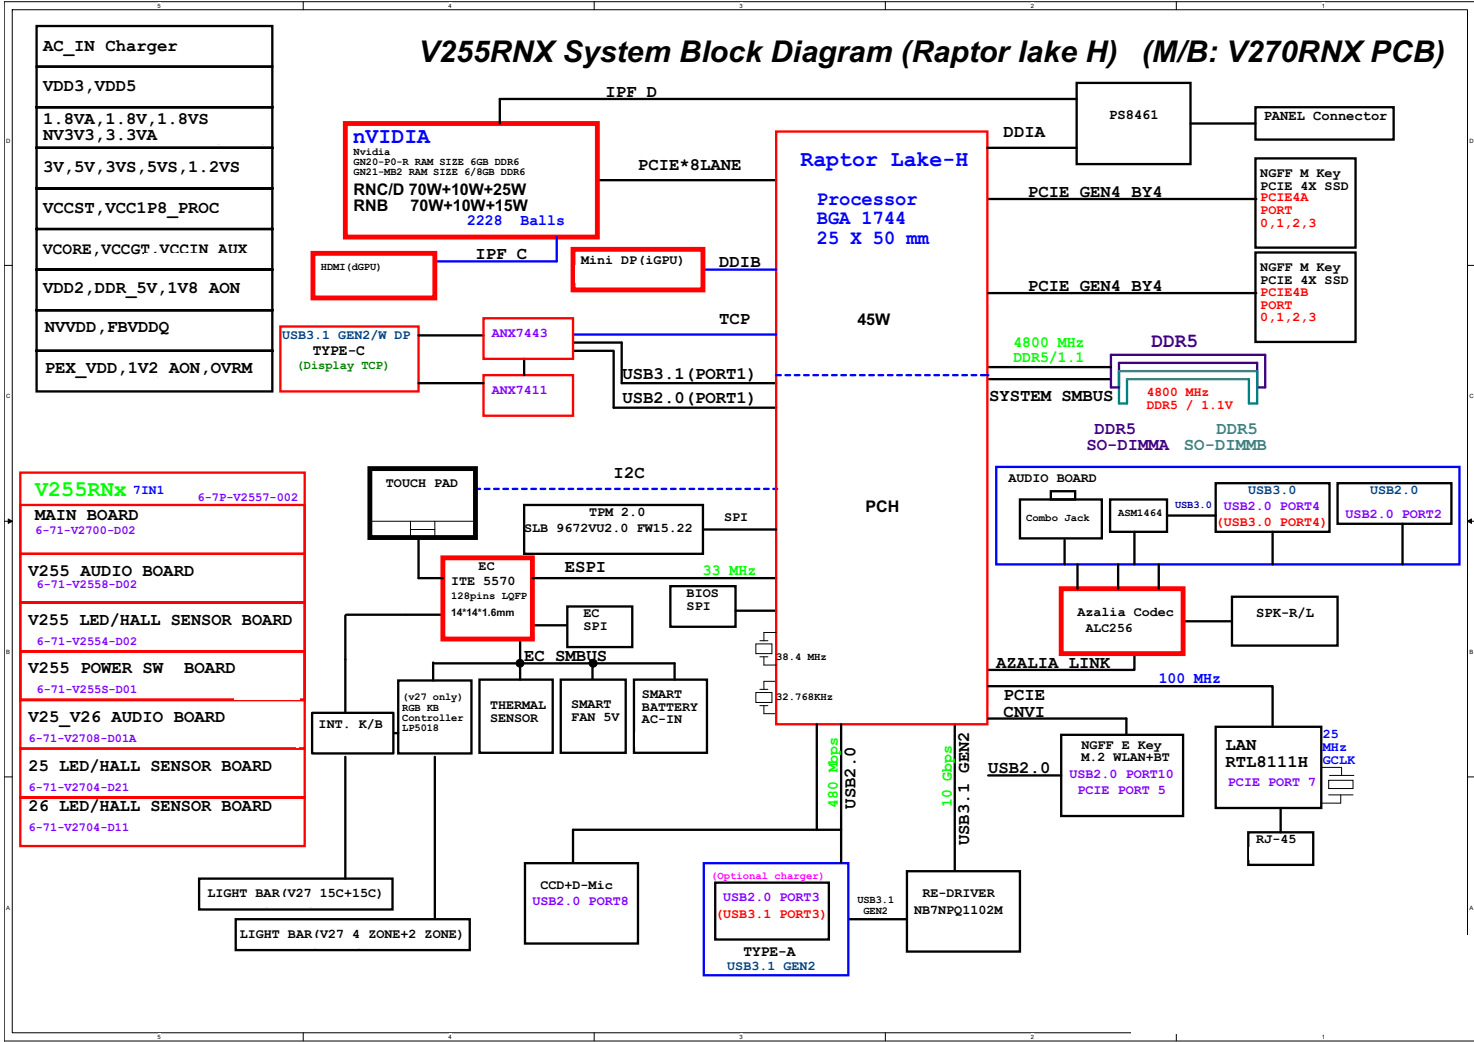 V255RNX System Block Diagram (Raptor lake H) (M/B: V270RNX PCB)
AC_IN Charger
VDD3,VDD5
1.8VA,1.8V,1.8VS
NV3V3,3.3VA
3V,5V,3VS,5VS,1.2VS
VCCST,VCC1P8_PROC
VCORE,VCCGT.VCCIN AUX
VDD2,DDR_5V,1V8 AON
NVVDD,FBVDDQ
PEX_VDD,1V2 AON,OVRM
nVIDIA
Nvidia
GN20-P0-R RAM SIZE 6GB DDR6
GN21-MB2 RAM SIZE 6/8GB DDR6
RNC/D 70W+10W+25W
RNB 70W+10W+15W
2228 Balls
IPF D
PCIE*8LANE
IPF C
HDMI(dGPU)
Mini DP(iGPU)
DDIB
Raptor Lake-H
Processor
BGA 1744
25 X 50 mm
45W
PCH
DDIA
PS8461
PANEL Connector
PCIE GEN4 BY4
NGFF M Key
PCIE 4X SSD
PCIE4A
PORT
0,1,2,3
PCIE GEN4 BY4
NGFF M Key
PCIE 4X SSD
PCIE4B
PORT
0,1,2,3
USB3.1 GEN2/W DP
TYPE-C
(Display TCP)
ANX7443
ANX7411
TCP
USB3.1(PORT1)
USB2.0(PORT1)
4800 MHz
DDR5/1.1
DDR5
SYSTEM SMBUS
4800 MHz
DDR5 / 1.1V
DDR5
SO-DIMMA
DDR5
SO-DIMMB
V255RNx 7IN1
6-7P-V2557-002
MAIN BOARD
6-71-V2700-D02
V255 AUDIO BOARD
6-71-V2558-D02
V255 LED/HALL SENSOR BOARD
6-71-V2554-D02
V255 POWER SW BOARD
6-71-V255S-D01
V25_V26 AUDIO BOARD
6-71-V2708-D01A
25 LED/HALL SENSOR BOARD
6-71-V2704-D21
26 LED/HALL SENSOR BOARD
6-71-V2704-D11
TOUCH PAD
I2C
TPM 2.0
SLB 9672VU2.0 FW15.22
SPI
EC
ITE 5570
128pins LQFP
14*14*1.6mm
ESPI
33 MHz
BIOS
SPI
EC
SPI
38.4 MHz
32.768KHz
EC SMBUS
INT. K/B
(v27 only)
RGB KB
Controller
LP5018
THERMAL
SENSOR
SMART
FAN 5V
SMART
BATTERY
AC-IN
LIGHT BAR(V27 15C+15C)
LIGHT BAR(V27 4 ZONE+2 ZONE)
AUDIO BOARD
Combo Jack
ASM1464
USB3.0
USB3.0
USB2.0 PORT4
(USB3.0 PORT4)
USB2.0
USB2.0 PORT2
Azalia Codec
ALC256
SPK-R/L
AZALIA LINK
100 MHz
PCIE
CNVI
USB2.0
NGFF E Key
M.2 WLAN+BT
USB2.0 PORT10
PCIE PORT 5
LAN
RTL8111H
PCIE PORT 7
25
MHz
GCLK
RJ-45
480 Mbps
USB2.0
10 Gbps
USB3.1 GEN2
CCD+D-Mic
USB2.0 PORT8
(Optional charger)
USB2.0 PORT3
(USB3.1 PORT3)
TYPE-A
USB3.1 GEN2
USB3.1
GEN2
RE-DRIVER
NB7NPQ1102M
5
4
3
2
1
D
C
B
A
D
C
B
A
5
4
3
2
1